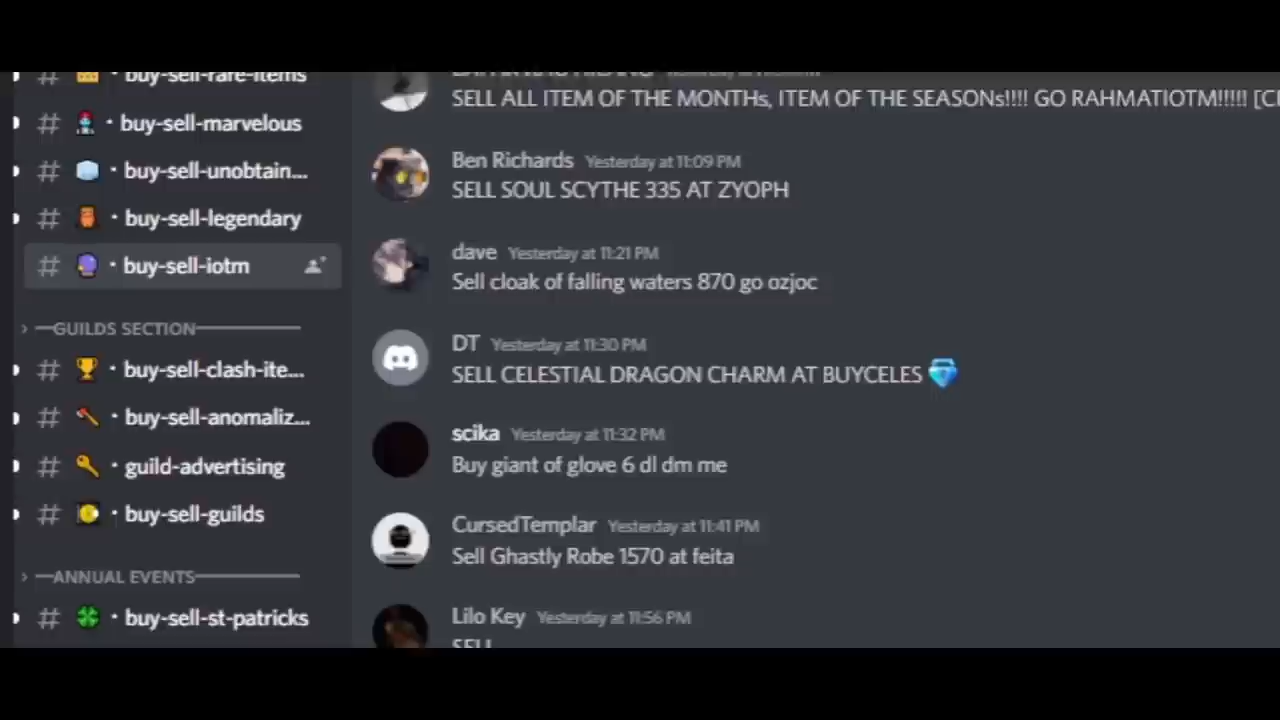 buy-sell-rare-items
# · buy-sell-marvelous
# · buy-sell-unobtain...
# · buy-sell-legendary
# · buy-sell-iotm
GUILDS SECTION
# · buy-sell-clash-ite...
# · buy-sell-anomaliz...
# · guild-advertising
# · buy-sell-guilds
ANNUAL EVENTS
# · buy-sell-st-patricks
SELL ALL ITEM OF THE MONTHs, ITEM OF THE SEASONs!!!! GO RAHMATIOTM!!!!!
Ben Richards Yesterday at 11:09 PM
SELL SOUL SCYTHE 335 AT ZYOPH
dave Yesterday at 11:21 PM
Sell cloak of falling waters 870 go ozjoc
DT Yesterday at 11:30 PM
SELL CELESTIAL DRAGON CHARM AT BUYCELES 💎
scika Yesterday at 11:32 PM
Buy giant of glove 6 dl dm me
CursedTemplar Yesterday at 11:41 PM
Sell Ghastly Robe 1570 at feita
Lilo Key Yesterday at 11:56 PM
SELL